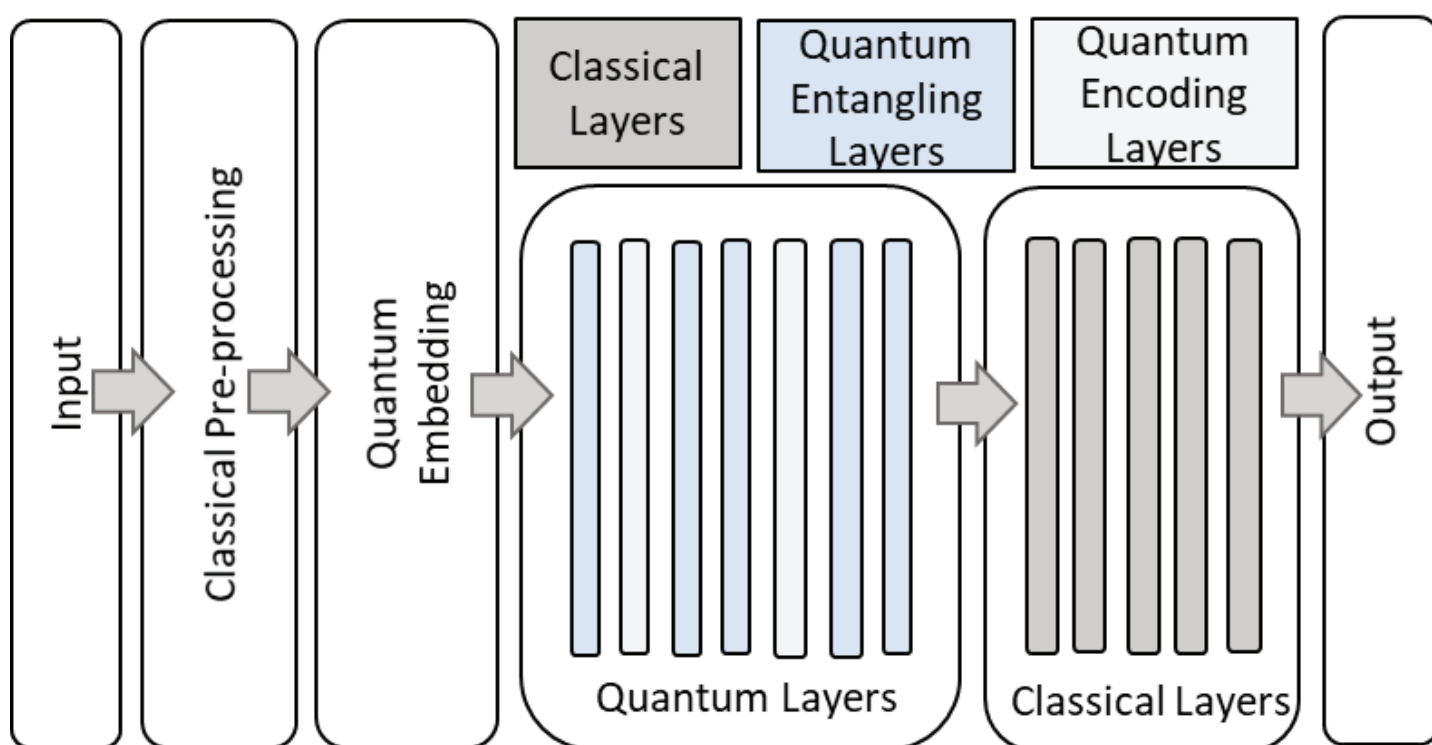 Input
Classical Pre-processing
Quantum
Embedding
Classical
Layers
Quantum
Entangling
Layers
Quantum
Encoding
Layers
Quantum Layers
Classical Layers
Output